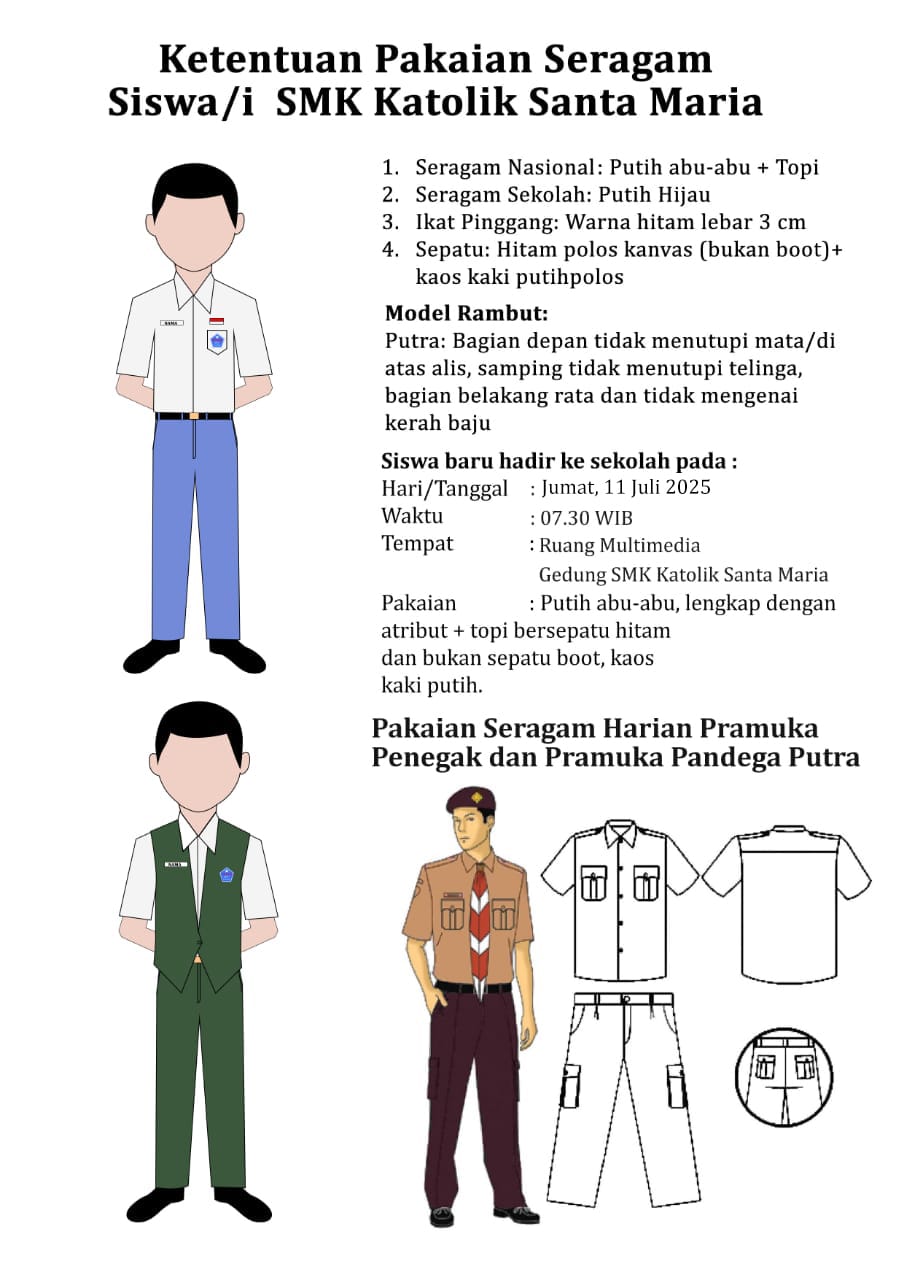 Ketentuan Pakaian Seragam
Siswa/i SMK Katolik Santa Maria
1. Seragam Nasional: Putih abu-abu + Topi
2. Seragam Sekolah: Putih Hijau
3. Ikat Pinggang: Warna hitam lebar 3 cm
4. Sepatu: Hitam polos kanvas (bukan boot)+
kaos kaki putihpolos
Model Rambut:
Putra: Bagian depan tidak menutupi mata/di
atas alis, samping tidak menutupi telinga,
bagian belakang rata dan tidak mengenai
kerah baju
Siswa baru hadir ke sekolah pada :
Hari/Tanggal : Jumat, 11 Juli 2025
Waktu : 07.30 WIB
Tempat : Ruang Multimedia
Gedung SMK Katolik Santa Maria
Pakaian : Putih abu-abu, lengkap dengan
atribut + topi bersepatu hitam
dan bukan sepatu boot, kaos
kaki putih.
NAMA
NAMA
Pakaian Seragam Harian Pramuka
Penegak dan Pramuka Pandega Putra